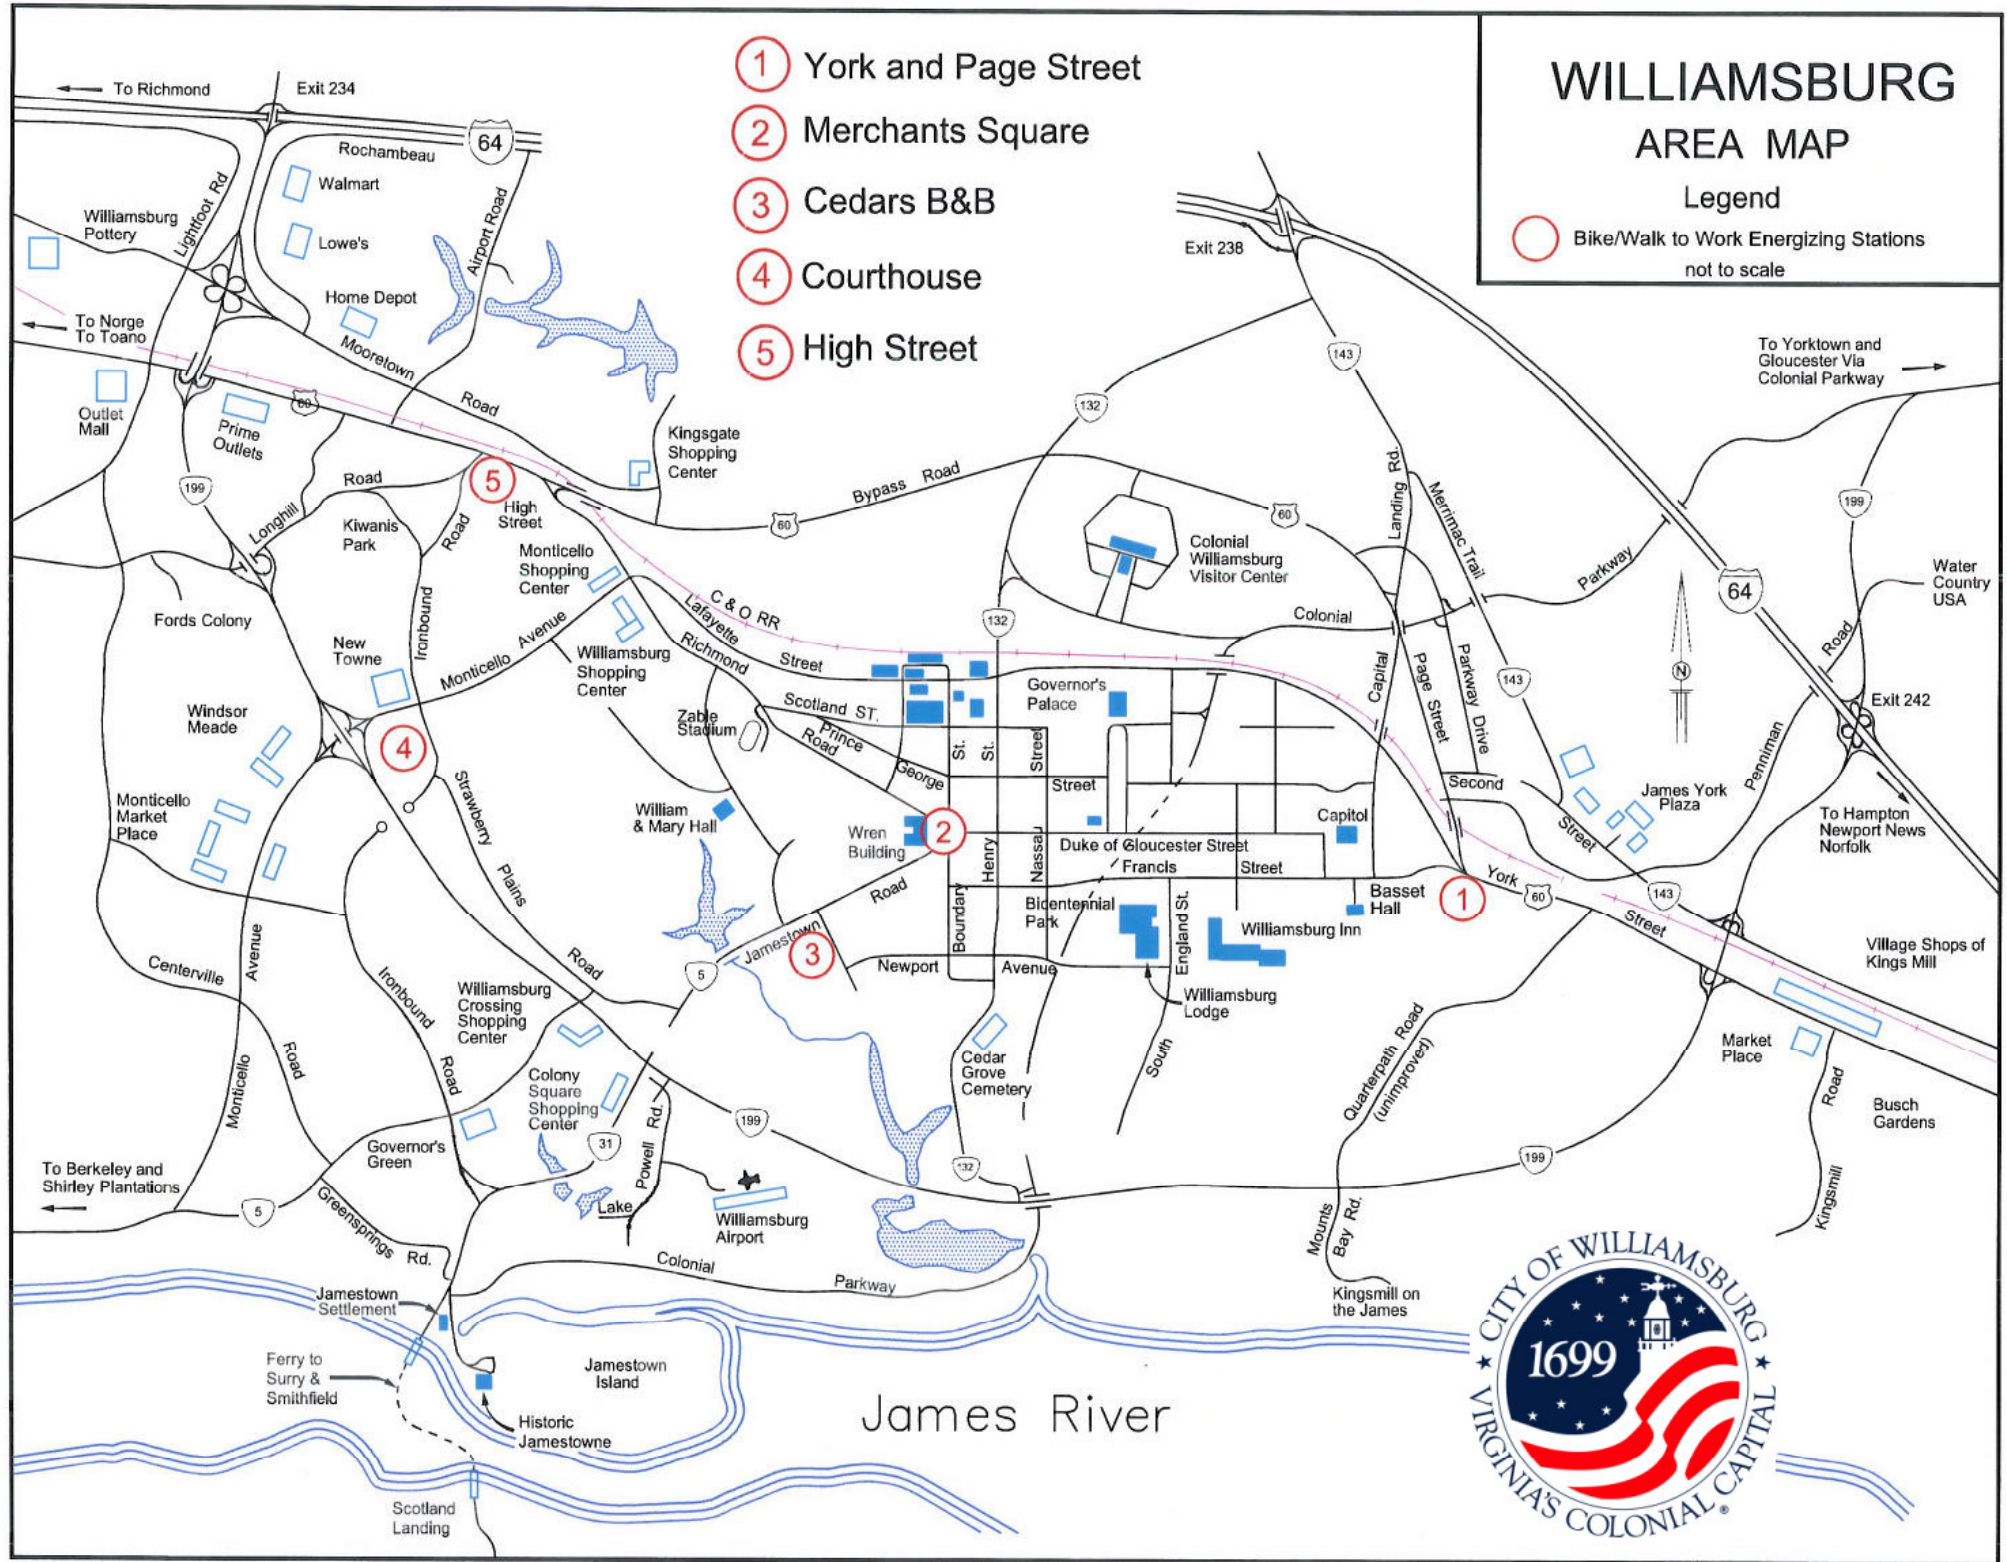 ① York and Page Street
② Merchants Square
③ Cedars B&B
④ Courthouse
⑤ High Street
WILLIAMSBURG
AREA MAP
Legend
Bike/Walk to Work Energizing Stations
not to scale
To Richmond
Exit 234
64
Rochambeau
Walmart
Lightfoot Rd
Airport Road
Williamsburg
Pottery
Lowe's
Home Depot
To Norge
To Toano
Mooretown
Road
60
Outlet
Mall
Prime
Outlets
Kingsgate
Shopping
Center
199
Longhill
Road
5
High
Street
Kiwanis
Park
Road
Ironbound
Monticello
Shopping
Center
Bypass Road
60
Exit 238
143
132
60
Landing Rd.
Merrimac Trail
To Yorktown and
Gloucester Via
Colonial Parkway
199
Water
Country
USA
64
Parkway
Colonial
Colonial
Williamsburg
Visitor Center
132
C & O RR
Lafayette
Street
Richmond
Fords Colony
New
Towne
Monticello Avenue
Williamsburg
Shopping
Center
Zable
Stadium
Scotland ST.
Prince
George
Street
Road
Governor's
Palace
Capital
Page Street
Parkway Drive
143
N
Road
Exit 242
Penniman
Windsor
Meade
4
Strawberry
Plains
Road
Monticello
Market
Place
William
& Mary Hall
Wren
Building
2
St.
St.
Street
Boundary
Henry
Nassau
Duke of Gloucester Street
Francis
Street
Capitol
Second
Street
James York
Plaza
To Hampton
Newport News
Norfolk
Basset
Hall
1
York
60
Street
143
Bicentennial
Park
England St.
South
Williamsburg Inn
Williamsburg
Lodge
Jamestown
Road
3
5
Newport
Avenue
Village Shops of
Kings Mill
Market
Place
Busch
Gardens
Kingsmill
Road
Quarterpath Road
(unimproved)
Centerville
Road
Monticello
Avenue
Ironbound
Road
Williamsburg
Crossing
Shopping
Center
Colony
Square
Shopping
Center
Cedar
Grove
Cemetery
199
132
199
31
Powell Rd.
Lake
Governor's
Green
Williamsburg
Airport
To Berkeley and
Shirley Plantations
5
Greensprings
Rd.
Colonial
Parkway
Mounts
Bay Rd.
Kingsmill on
the James
Jamestown
Settlement
Ferry to
Surry &
Smithfield
Jamestown
Island
Historic
Jamestowne
Scotland
Landing
James River
CITY OF WILLIAMSBURG
1699
VIRGINIA'S COLONIAL CAPITAL
®